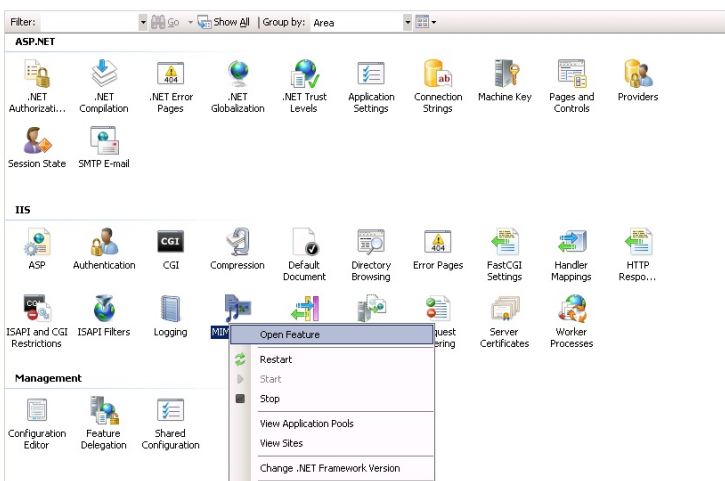 Filter: Go Show All Group by: Area
ASP.NET
.NET Authorizati... .NET Compilation .NET Error Pages .NET Globalization .NET Trust Levels Application Settings Connection Strings Machine Key Pages and Controls Providers
Session State SMTP E-mail
IIS
ASP Authentication CGI Compression Default Document Directory Browsing Error Pages FastCGI Settings Handler Mappings HTTP Respo...
ISAPI and CGI Restrictions ISAPI Filters Logging MIM Server Certificates Worker Processes
Open Feature
Restart
Start
Stop
View Application Pools
View Sites
Change .NET Framework Version
Management
Configuration Editor Feature Delegation Shared Configuration